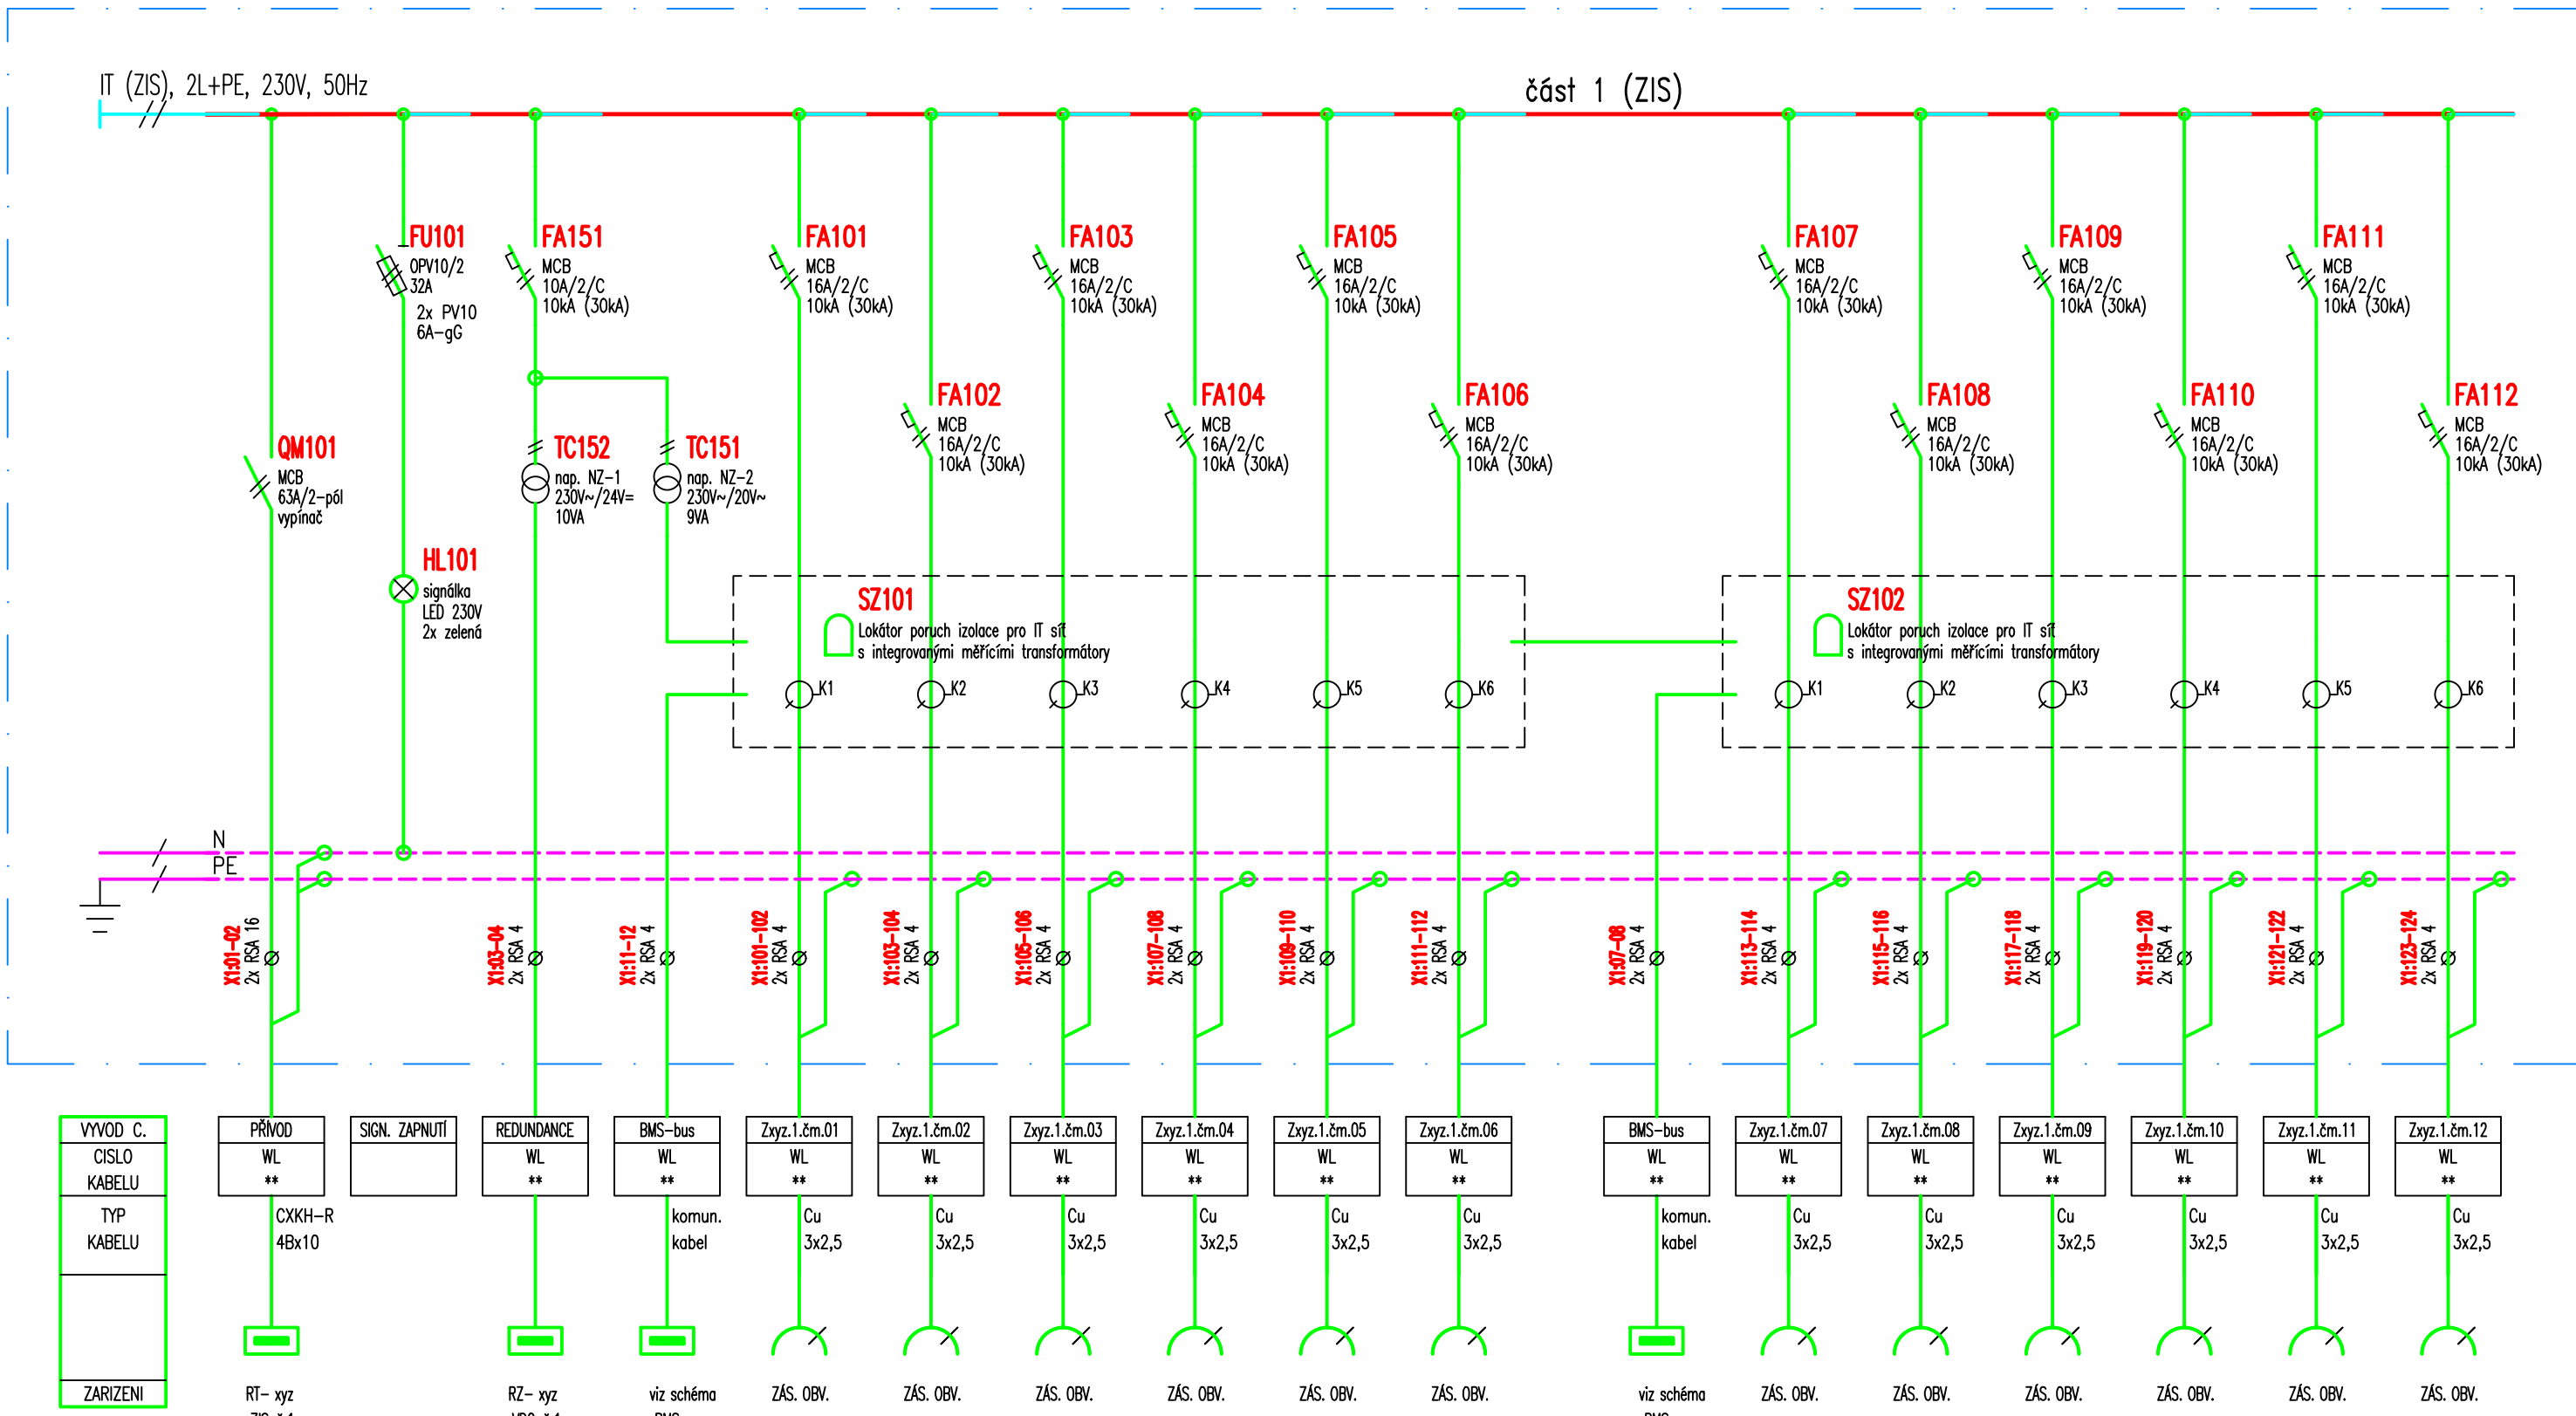 IT (ZIS), 2L+PE, 230V, 50Hz
část 1 (ZIS)
FU101
OPV10/2
32A
2x PV10
6A-gG
FA151
MCB
10A/2/C
10kA (30kA)
FA101
MCB
16A/2/C
10kA (30kA)
FA103
MCB
16A/2/C
10kA (30kA)
FA105
MCB
16A/2/C
10kA (30kA)
FA107
MCB
16A/2/C
10kA (30kA)
FA109
MCB
16A/2/C
10kA (30kA)
FA111
MCB
16A/2/C
10kA (30kA)
FA102
MCB
16A/2/C
10kA (30kA)
FA104
MCB
16A/2/C
10kA (30kA)
FA106
MCB
16A/2/C
10kA (30kA)
FA108
MCB
16A/2/C
10kA (30kA)
FA110
MCB
16A/2/C
10kA (30kA)
FA112
MCB
16A/2/C
10kA (30kA)
QM101
MCB
63A/2-pól
vypínač
TC152
nap. NZ-1
230V~/24V=
10VA
TC151
nap. NZ-2
230V~/20V~
9VA
HL101
signálka
LED 230V
2x zelená
SZ101
Lokátor poruch izolace pro IT síť
s integrovanými měřícími transformátory
K1 K2 K3 K4 K5 K6
SZ102
Lokátor poruch izolace pro IT síť
s integrovanými měřícími transformátory
K1 K2 K3 K4 K5 K6
N
PE
X1:01-02
2x RSA 16
X1:03-04
2x RSA 4
X1:11-12
2x RSA 4
X1:101-102
2x RSA 4
X1:103-104
2x RSA 4
X1:105-106
2x RSA 4
X1:107-108
2x RSA 4
X1:109-110
2x RSA 4
X1:111-112
2x RSA 4
X1:07-08
2x RSA 4
X1:113-114
2x RSA 4
X1:115-116
2x RSA 4
X1:117-118
2x RSA 4
X1:119-120
2x RSA 4
X1:121-122
2x RSA 4
X1:123-124
2x RSA 4
VYVOD C. PŘÍVOD SIGN. ZAPNUTÍ REDUNDANCE BMS-bus Zxyz.1.čm.01 Zxyz.1.čm.02 Zxyz.1.čm.03 Zxyz.1.čm.04 Zxyz.1.čm.05 Zxyz.1.čm.06 BMS-bus Zxyz.1.čm.07 Zxyz.1.čm.08 Zxyz.1.čm.09 Zxyz.1.čm.10 Zxyz.1.čm.11 Zxyz.1.čm.12
CISLO WL WL WL WL WL WL WL WL WL WL WL WL WL WL WL WL
KABELU ** ** ** ** ** ** ** ** ** ** ** ** ** ** ** **
TYP CXKH-R komun. Cu Cu Cu Cu Cu Cu komun. Cu Cu Cu Cu Cu Cu
KABELU 4Bx10 kabel 3x2,5 3x2,5 3x2,5 3x2,5 3x2,5 3x2,5 kabel 3x2,5 3x2,5 3x2,5 3x2,5 3x2,5 3x2,5
ZARIZENI RT- xyz RZ- xyz viz schéma ZÁS. OBV. ZÁS. OBV. ZÁS. OBV. ZÁS. OBV. ZÁS. OBV. ZÁS. OBV. viz schéma ZÁS. OBV. ZÁS. OBV. ZÁS. OBV. ZÁS. OBV. ZÁS. OBV. ZÁS. OBV.